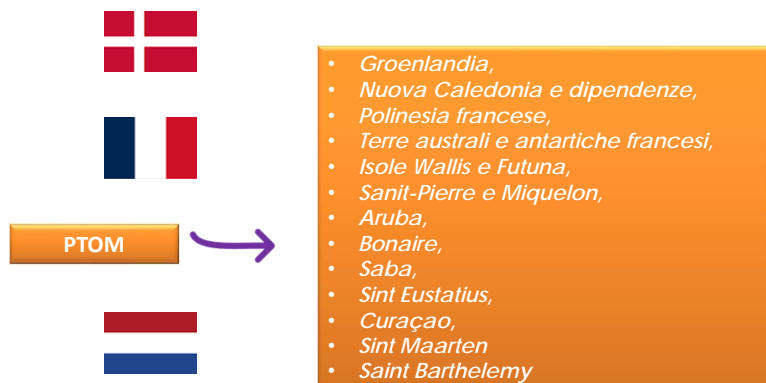 PTOM
• Groenlandia,
• Nuova Caledonia e dipendenze,
• Polinesia francese,
• Terre australi e antartiche francesi,
• Isole Wallis e Futuna,
• Sanit-Pierre e Miquelon,
• Aruba,
• Bonaire,
• Saba,
• Sint Eustatius,
• Curaçao,
• Sint Maarten
• Saint Barthelemy